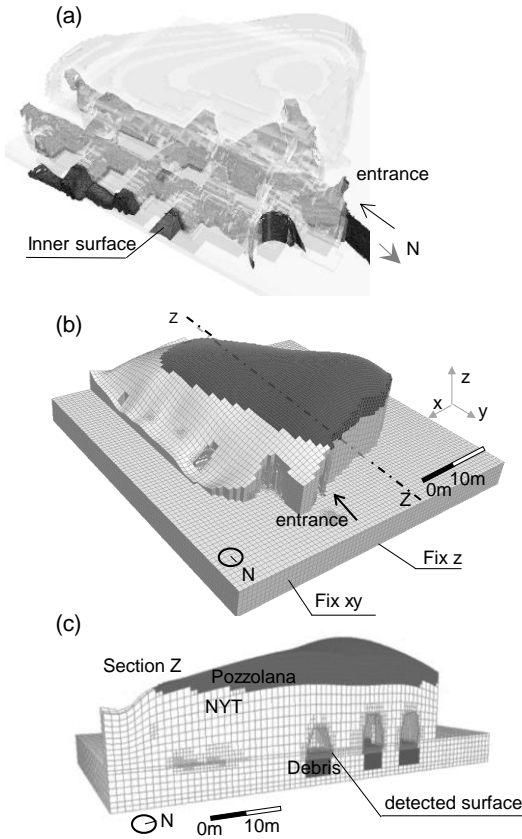 (a)
entrance
N
Inner surface
(b)
z
z
x
y
0m 10m
Z
entrance
N
Fix z
Fix xy
(c)
Section Z
Pozzolana
NYT
Debris
detected surface
N
0m 10m